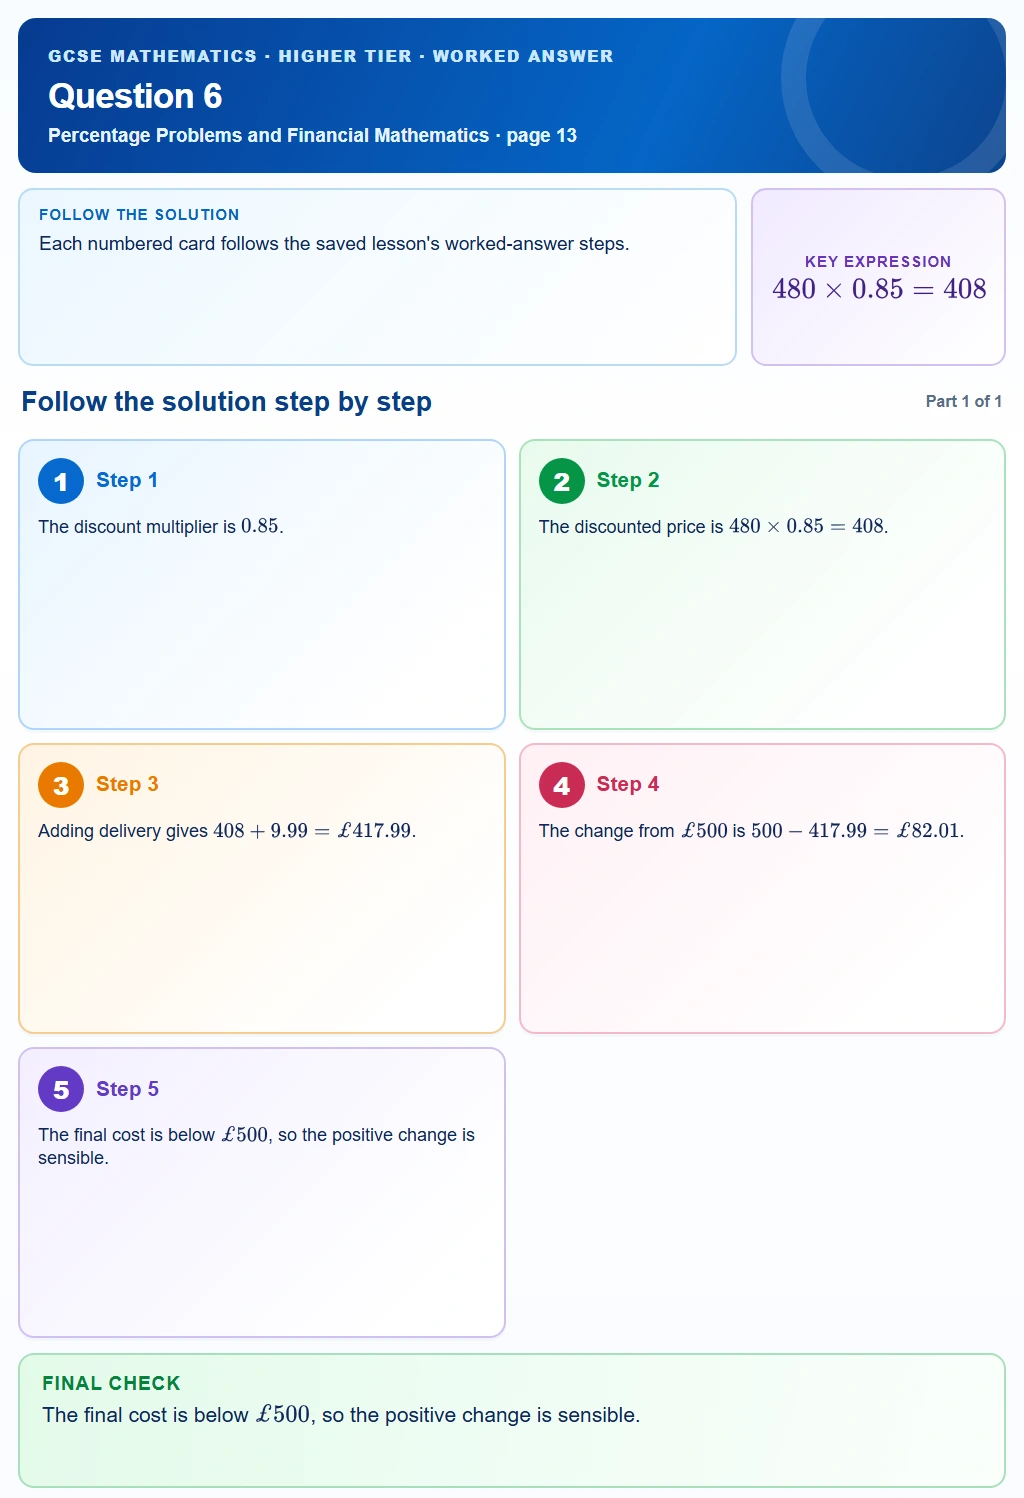 GCSE MATHEMATICS · HIGHER TIER · WORKED ANSWER
Question 6
Percentage Problems and Financial Mathematics · page 13
FOLLOW THE SOLUTION
Each numbered card follows the saved lesson's worked-answer steps.
KEY EXPRESSION
480 × 0.85 = 408
Follow the solution step by step
Part 1 of 1
1 Step 1
The discount multiplier is 0.85.
2 Step 2
The discounted price is 480 × 0.85 = 408.
3 Step 3
Adding delivery gives 408 + 9.99 = £417.99.
4 Step 4
The change from £500 is 500 − 417.99 = £82.01.
5 Step 5
The final cost is below £500, so the positive change is
sensible.
FINAL CHECK
The final cost is below £500, so the positive change is sensible.